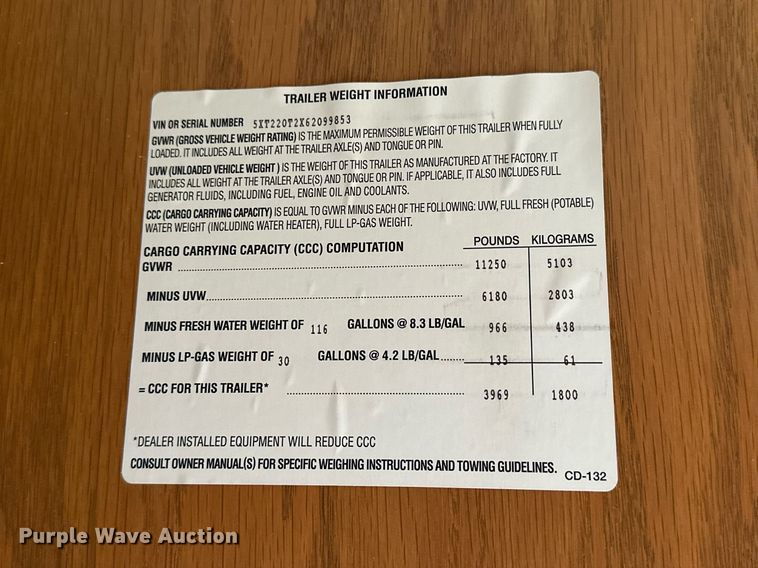 TRAILER WEIGHT INFORMATION
VIN OR SERIAL NUMBER 5XT220T2X62099853
GVWR (GROSS VEHICLE WEIGHT RATING) IS THE MAXIMUM PERMISSIBLE WEIGHT OF THIS TRAILER WHEN FULLY
LOADED. IT INCLUDES ALL WEIGHT AT THE TRAILER AXLE(S) AND TONGUE OR PIN.
UVW (UNLOADED VEHICLE WEIGHT ) IS THE WEIGHT OF THIS TRAILER AS MANUFACTURED AT THE FACTORY. IT
INCLUDES ALL WEIGHT AT THE TRAILER AXLE(S) AND TONGUE OR PIN. IF APPLICABLE, IT ALSO INCLUDES FULL
GENERATOR FLUIDS, INCLUDING FUEL, ENGINE OIL AND COOLANTS.
CCC (CARGO CARRYING CAPACITY) IS EQUAL TO GVWR MINUS EACH OF THE FOLLOWING: UVW, FULL FRESH (POTABLE)
WATER WEIGHT (INCLUDING WATER HEATER), FULL LP-GAS WEIGHT.
CARGO CARRYING CAPACITY (CCC) COMPUTATION POUNDS KILOGRAMS
GVWR 11250 5103
MINUS UVW 6180 2803
MINUS FRESH WATER WEIGHT OF 116 GALLONS @ 8.3 LB/GAL 966 438
MINUS LP-GAS WEIGHT OF 30 GALLONS @ 4.2 LB/GAL 135 61
= CCC FOR THIS TRAILER* 3969 1800
*DEALER INSTALLED EQUIPMENT WILL REDUCE CCC
CONSULT OWNER MANUAL(S) FOR SPECIFIC WEIGHING INSTRUCTIONS AND TOWING GUIDELINES. CD-132
Purple Wave Auction